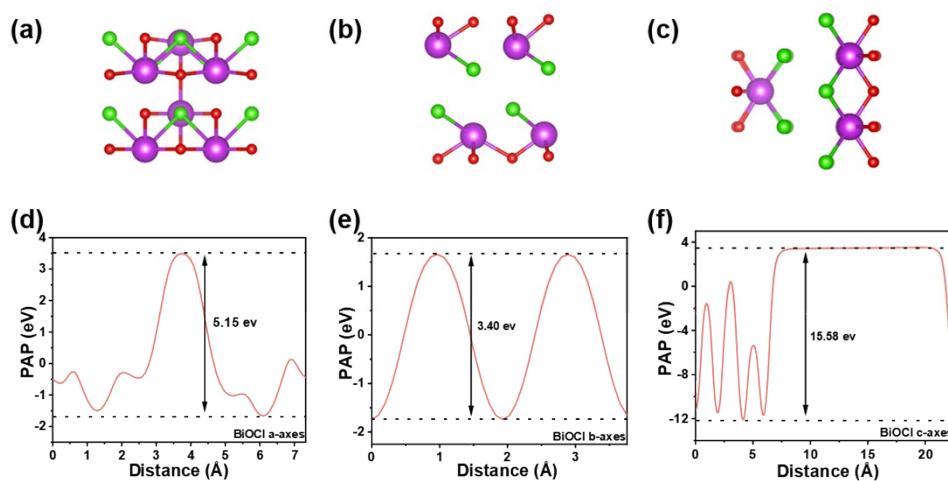 (a)
(b)
(c)
(d)
4
3
2
1
0
-1
-2
PAP (eV)
5.15 ev
BiOCl a-axes
0 1 2 3 4 5 6 7
Distance (Å)
(e)
2
1
0
-1
-2
PAP (eV)
3.40 ev
BiOCl b-axes
0 1 2 3
Distance (Å)
(f)
4
0
-4
-8
-12
PAP (eV)
15.58 ev
BiOCl c-axes
0 5 10 15 20
Distance (Å)